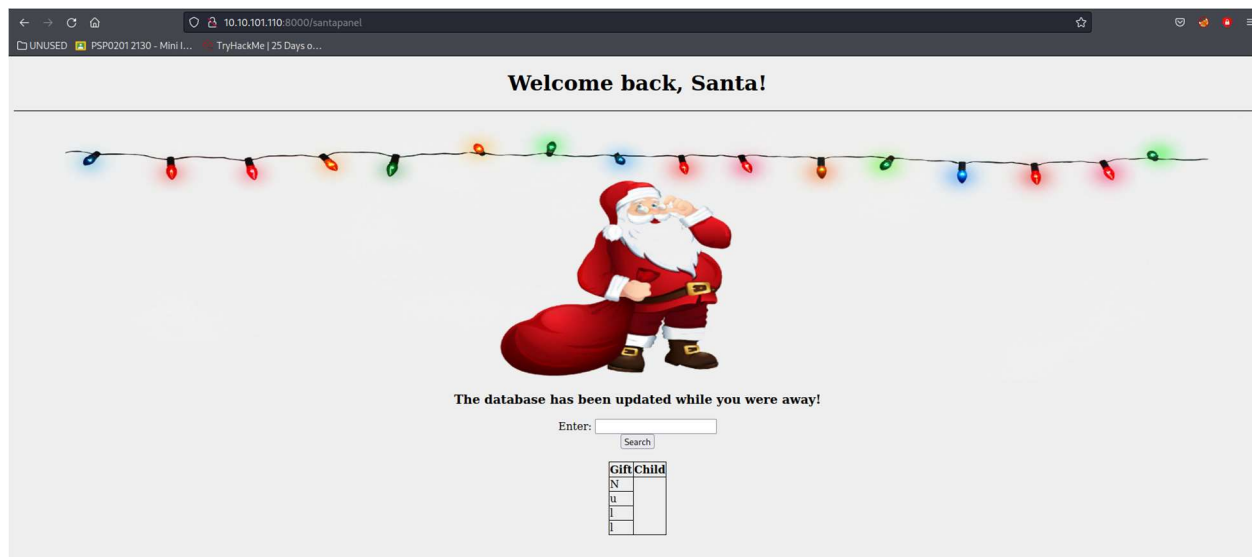 10.10.101.110:8000/santapanel
UNUSED PSP0201 2130 - Mini I... TryHackMe | 25 Days o...
Welcome back, Santa!
The database has been updated while you were away!
Enter:
Search
Gift Child
N
u
l
l